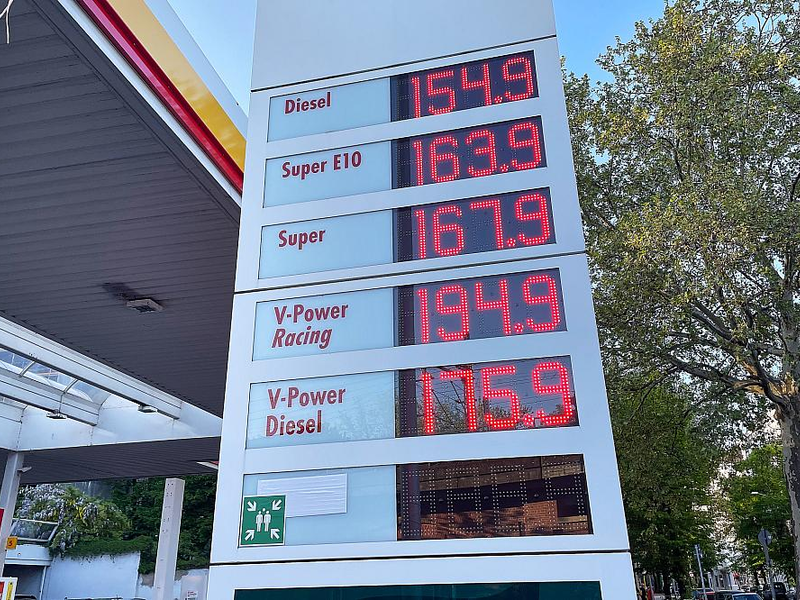 Diesel 154.9
Super E10 163.9
Super 167.9
V-Power 194.9
Racing
V-Power 175.9
Diesel